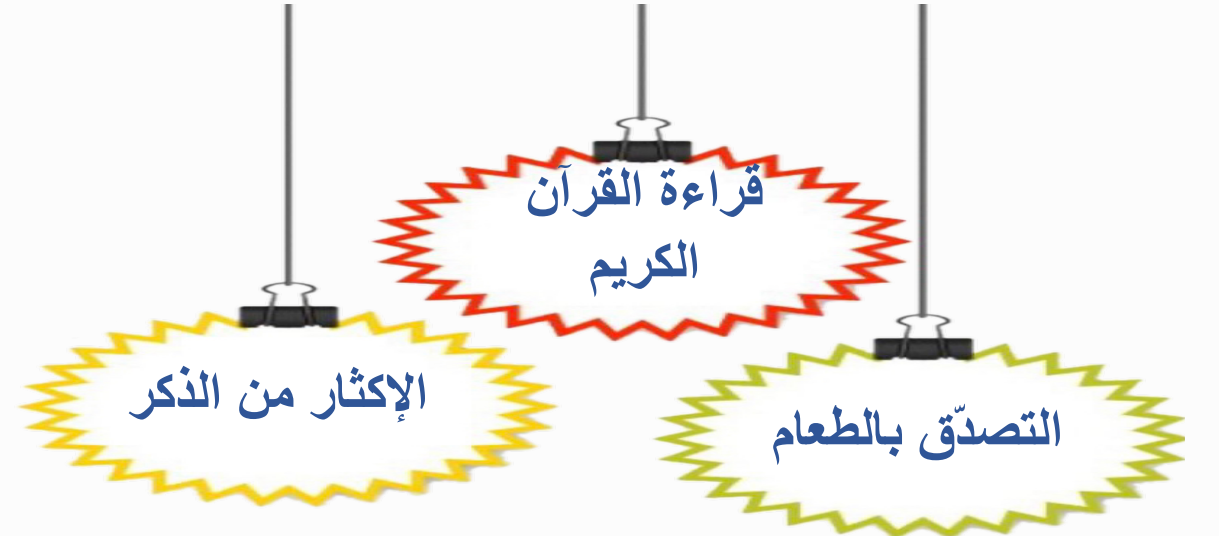 قراءة القرآن
الكريم
التصدّق بالطعام
الإكثار من الذكر